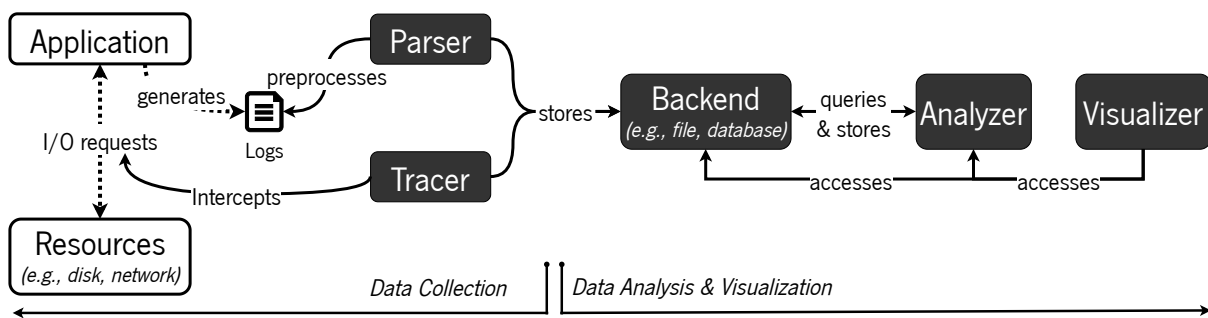 Application
generates
I/O requests
Resources
(e.g., disk, network)
Logs
preprocesses
Parser
Intercepts
Tracer
stores
Backend
(e.g., file, database)
queries
& stores
Analyzer
Visualizer
accesses
accesses
Data Collection
Data Analysis & Visualization